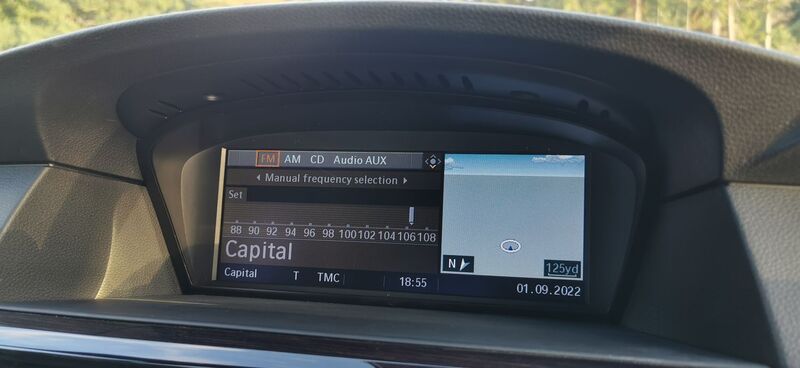 FM AM CD Audio AUX
Manual frequency selection
Set
88 90 92 94 96 98 100 102 104 106 108
Capital
N
125yd
Capital T TMC 18:55
01.09.2022